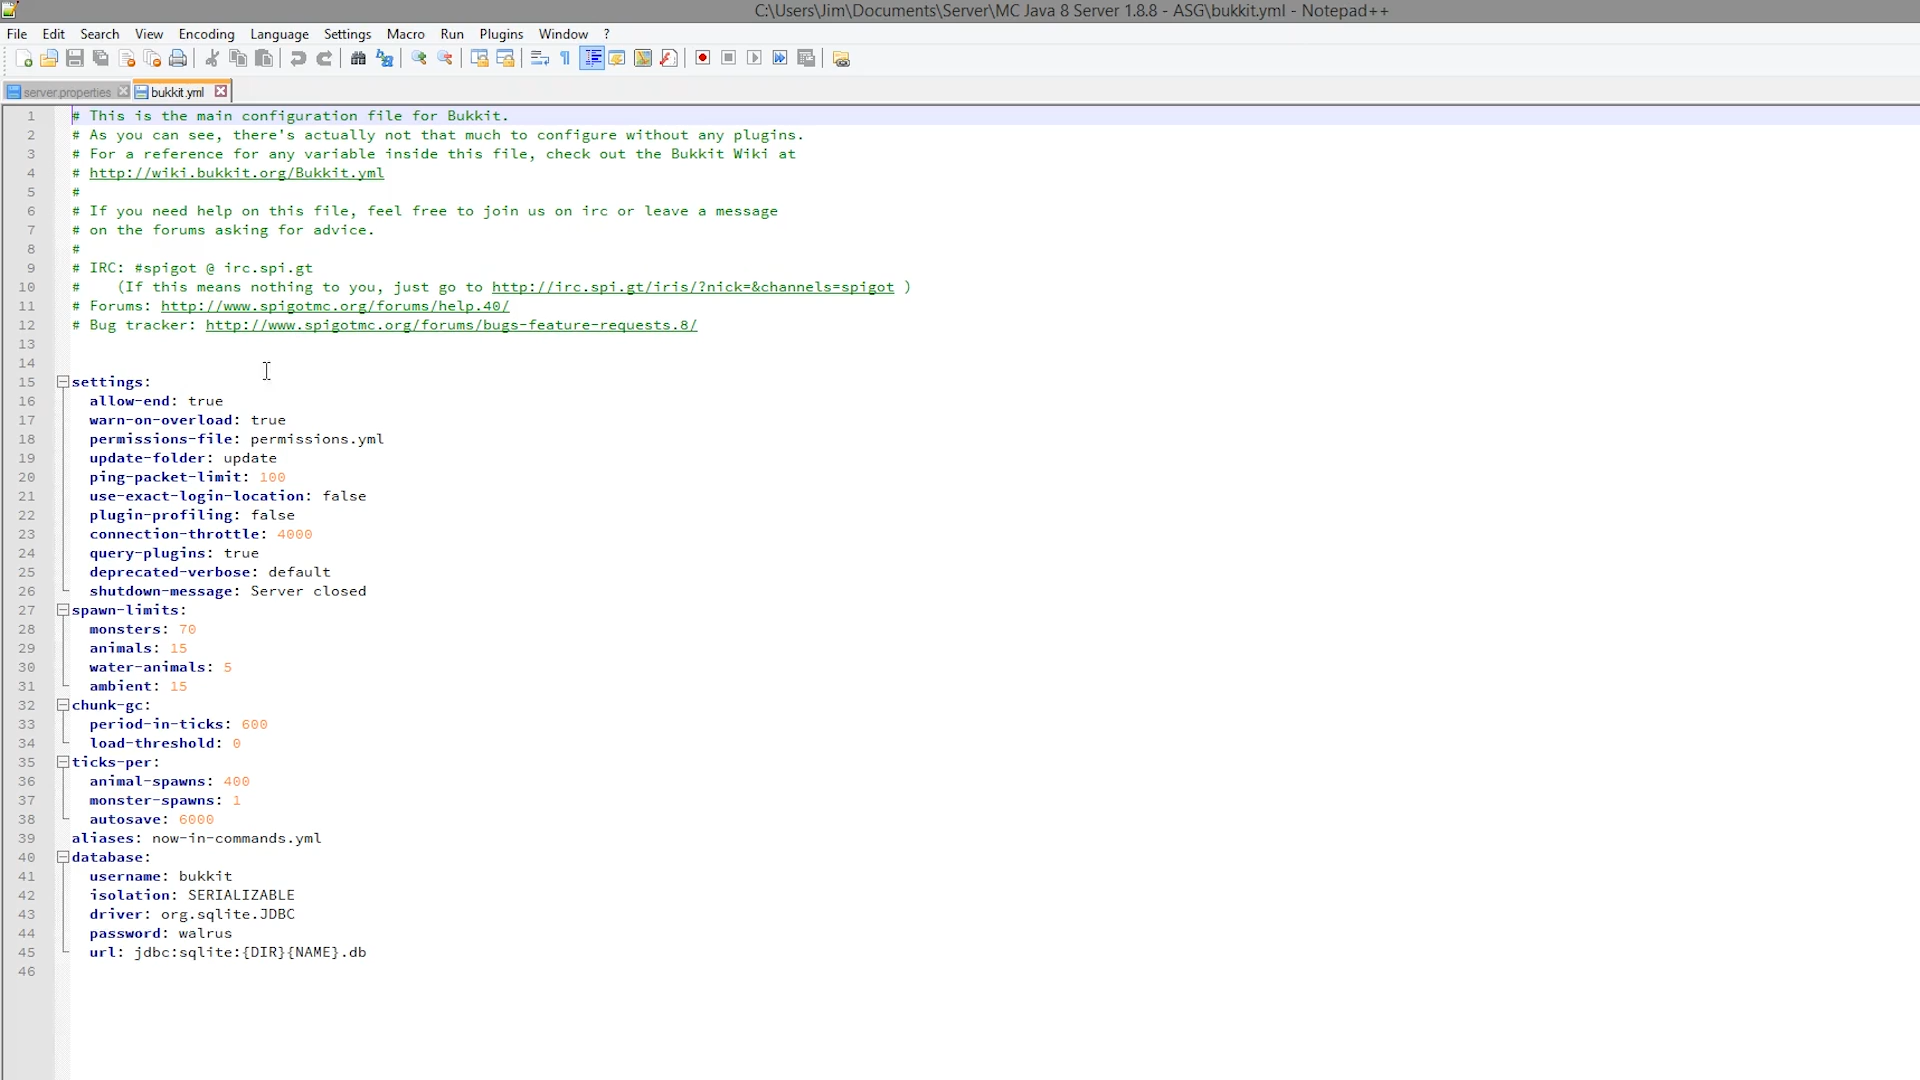 C:\Users\Jim\Documents\Server\MC Java 8 Server 1.8.8 - ASG\bukkit.yml - Notepad++
File Edit Search View Encoding Language Settings Macro Run Plugins Window ?
server.properties bukkit.yml
1 # This is the main configuration file for Bukkit.
2 # As you can see, there's actually not that much to configure without any plugins.
3 # For a reference for any variable inside this file, check out the Bukkit Wiki at
4 # http://wiki.bukkit.org/Bukkit.yml
5 #
6 # If you need help on this file, feel free to join us on irc or leave a message
7 # on the forums asking for advice.
8 #
9 # IRC: #spigot @ irc.spi.gt
10 #    (If this means nothing to you, just go to http://irc.spi.gt/iris/?nick=&channels=spigot )
11 # Forums: http://www.spigotmc.org/forums/help.40/
12 # Bug tracker: http://www.spigotmc.org/forums/bugs-feature-requests.8/
13
14
15 settings:
16   allow-end: true
17   warn-on-overload: true
18   permissions-file: permissions.yml
19   update-folder: update
20   ping-packet-limit: 100
21   use-exact-login-location: false
22   plugin-profiling: false
23   connection-throttle: 4000
24   query-plugins: true
25   deprecated-verbose: default
26   shutdown-message: Server closed
27 spawn-limits:
28   monsters: 70
29   animals: 15
30   water-animals: 5
31   ambient: 15
32 chunk-gc:
33   period-in-ticks: 600
34   load-threshold: 0
35 ticks-per:
36   animal-spawns: 400
37   monster-spawns: 1
38   autosave: 6000
39 aliases: now-in-commands.yml
40 database:
41   username: bukkit
42   isolation: SERIALIZABLE
43   driver: org.sqlite.JDBC
44   password: walrus
45   url: jdbc:sqlite:{DIR}{NAME}.db
46